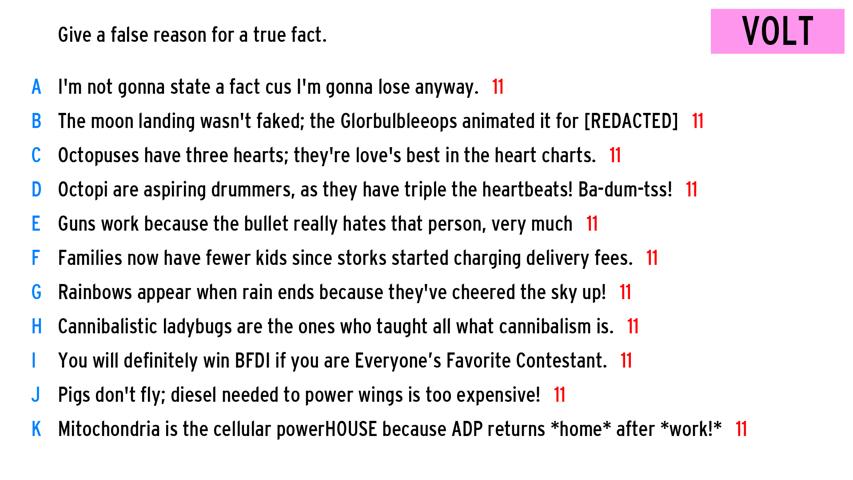 Give a false reason for a true fact.
VOLT
A I'm not gonna state a fact cus I'm gonna lose anyway. 11
B The moon landing wasn't faked; the Glorbulbleeops animated it for [REDACTED] 11
C Octopuses have three hearts; they're love's best in the heart charts. 11
D Octopi are aspiring drummers, as they have triple the heartbeats! Ba-dum-tss! 11
E Guns work because the bullet really hates that person, very much 11
F Families now have fewer kids since storks started charging delivery fees. 11
G Rainbows appear when rain ends because they've cheered the sky up! 11
H Cannibalistic ladybugs are the ones who taught all what cannibalism is. 11
I You will definitely win BFDI if you are Everyone’s Favorite Contestant. 11
J Pigs don't fly; diesel needed to power wings is too expensive! 11
K Mitochondria is the cellular powerHOUSE because ADP returns *home* after *work!* 11